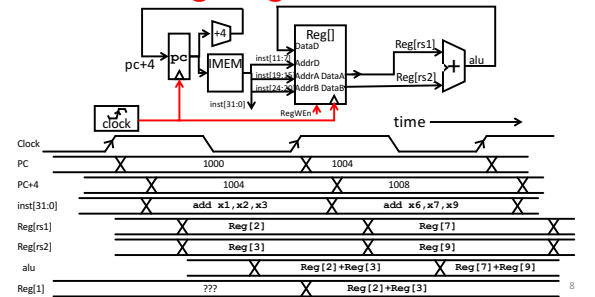 +4
Reg[]
DataD
Reg[rs1]
pc
pc+4
IMEM
inst[11:7]
AddrD
alu
+
inst[19:15]
AddrA DataA
inst[24:20]
AddrB DataB
Reg[rs2]
inst[31:0]
RegWEn
clock
time
Clock
PC 1000 1004
PC+4 1004 1008
inst[31:0] add x1,x2,x3 add x6,x7,x9
Reg[rs1] Reg[2] Reg[7]
Reg[rs2] Reg[3] Reg[9]
alu Reg[2]+Reg[3] Reg[7]+Reg[9]
Reg[1] ??? Reg[2]+Reg[3]
8